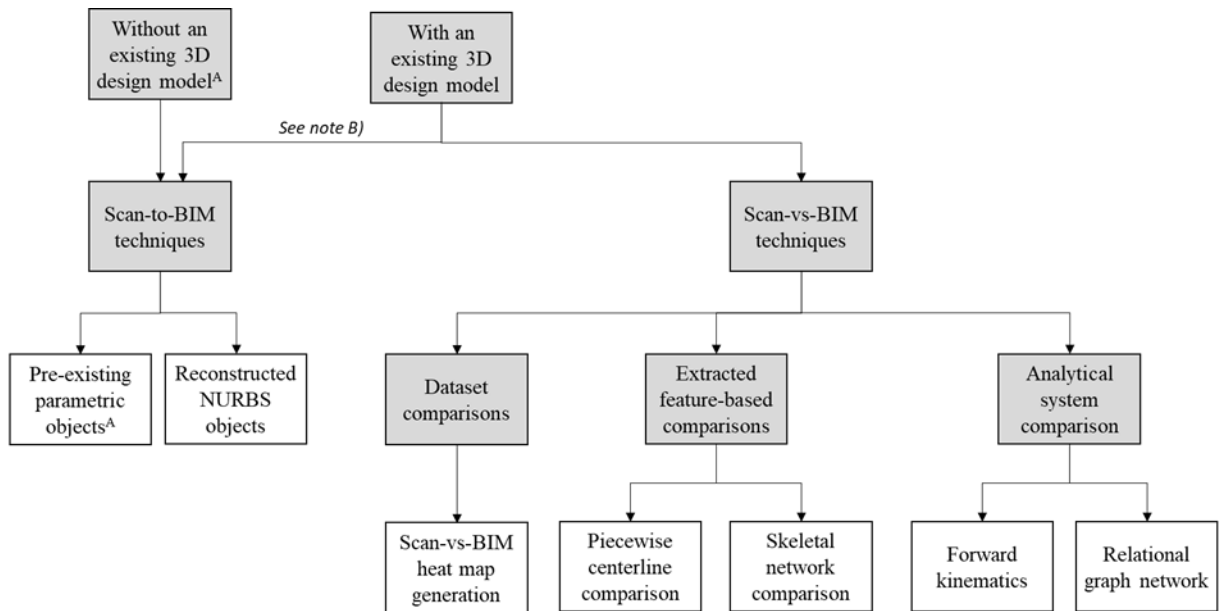 Without an
existing 3D
design modelᴬ
With an
existing 3D
design model
See note B)
Scan-to-BIM
techniques
Scan-vs-BIM
techniques
Pre-existing
parametric
objectsᴬ
Reconstructed
NURBS
objects
Dataset
comparisons
Extracted
feature-based
comparisons
Analytical
system
comparison
Scan-vs-BIM
heat map
generation
Piecewise
centerline
comparison
Skeletal
network
comparison
Forward
kinematics
Relational
graph network